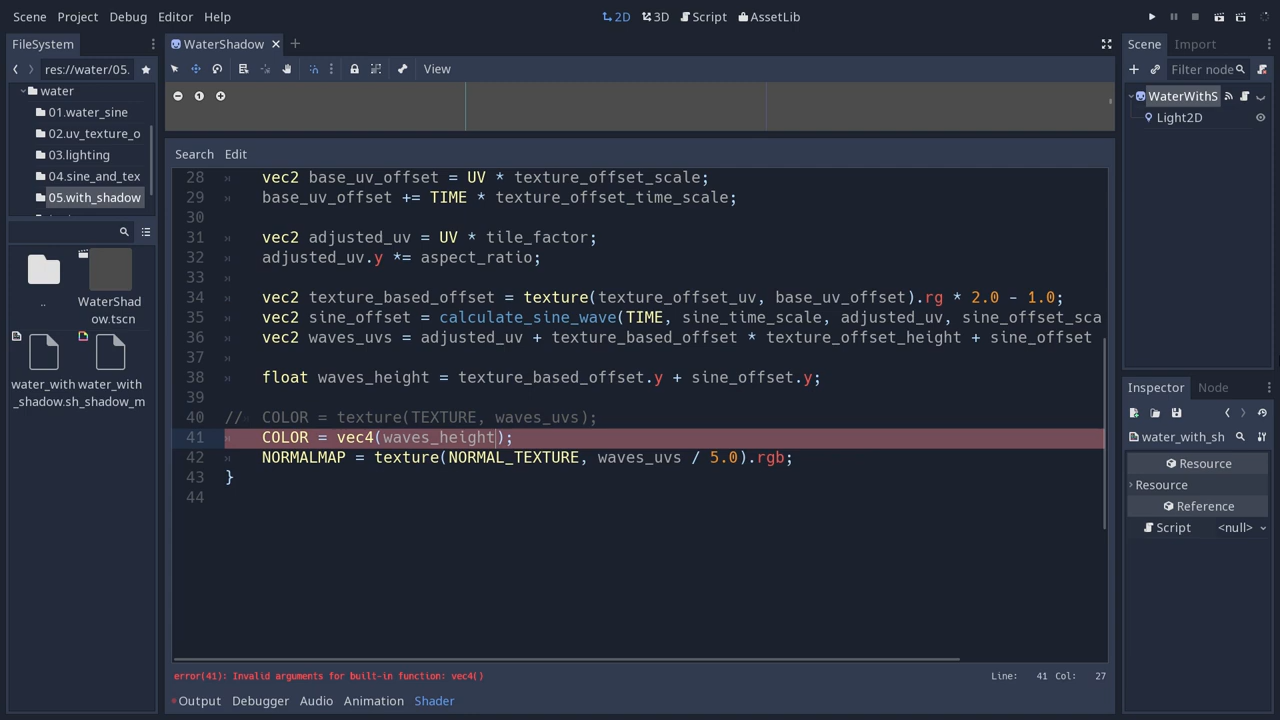 Scene Project Debug Editor Help
2D 3D Script AssetLib
FileSystem
WaterShadow
Scene Import
res://water/05.
View
Filter node
water
01.water_sine
02.uv_texture_o
03.lighting
04.sine_and_tex
05.with_shadow
WaterWithS
Light2D
Search Edit
..
WaterShad
ow.tscn
water_with
_shadow.sh
water_with
_shadow_m
28 vec2 base_uv_offset = UV * texture_offset_scale;
29 base_uv_offset += TIME * texture_offset_time_scale;
30
31 vec2 adjusted_uv = UV * tile_factor;
32 adjusted_uv.y *= aspect_ratio;
33
34 vec2 texture_based_offset = texture(texture_offset_uv, base_uv_offset).rg * 2.0 - 1.0;
35 vec2 sine_offset = calculate_sine_wave(TIME, sine_time_scale, adjusted_uv, sine_offset_sca
36 vec2 waves_uvs = adjusted_uv + texture_based_offset * texture_offset_height + sine_offset
37
38 float waves_height = texture_based_offset.y + sine_offset.y;
39
40 // COLOR = texture(TEXTURE, waves_uvs);
41 COLOR = vec4(waves_height);
42 NORMALMAP = texture(NORMAL_TEXTURE, waves_uvs / 5.0).rgb;
43 }
44
error(41): Invalid arguments for built-in function: vec4()
Line: 41 Col: 27
Output Debugger Audio Animation Shader
Inspector Node
water_with_sh
Resource
Resource
Reference
Script <null>